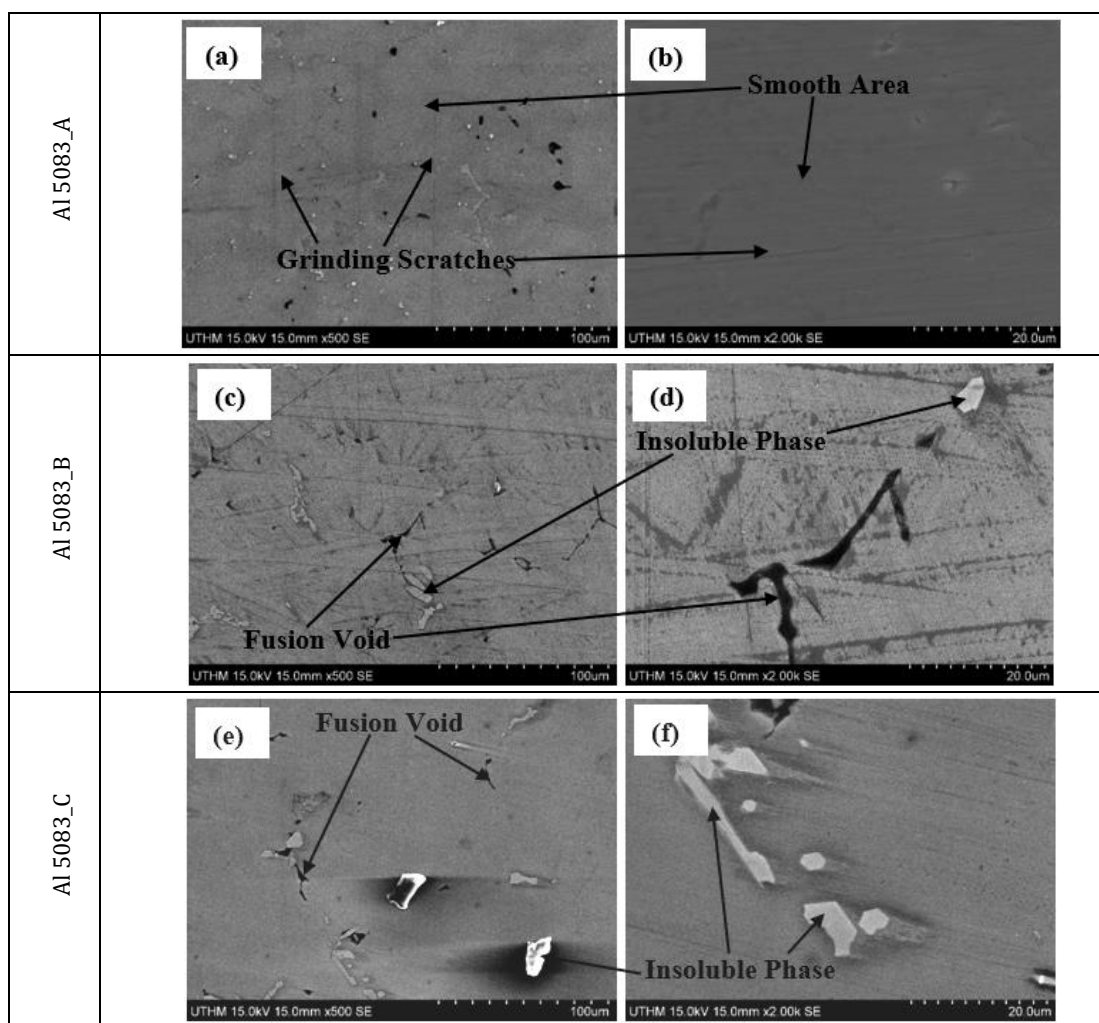 Al 5083_A
(a)
(b)
Smooth Area
Grinding Scratches
UTHM 15.0kV 15.0mm x500 SE 100um
UTHM 15.0kV 15.0mm x2.00k SE 20.0um
Al 5083_B
(c)
(d)
Insoluble Phase
Fusion Void
UTHM 15.0kV 15.0mm x500 SE 100um
UTHM 15.0kV 15.0mm x2.00k SE 20.0um
Al 5083_C
(e)
Fusion Void
(f)
Insoluble Phase
UTHM 15.0kV 15.0mm x500 SE 100um
UTHM 15.0kV 15.0mm x2.00k SE 20.0um